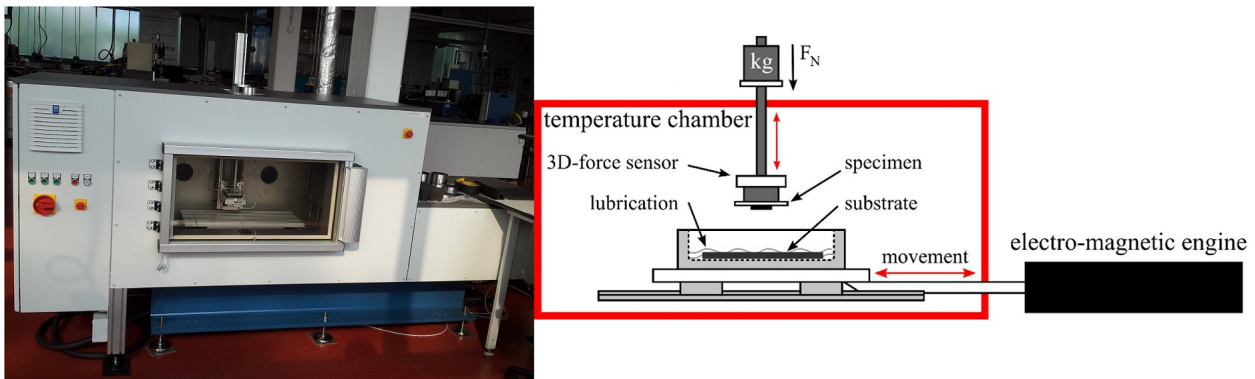 kg
F_N
temperature chamber
3D-force sensor
specimen
lubrication
substrate
electro-magnetic engine
movement